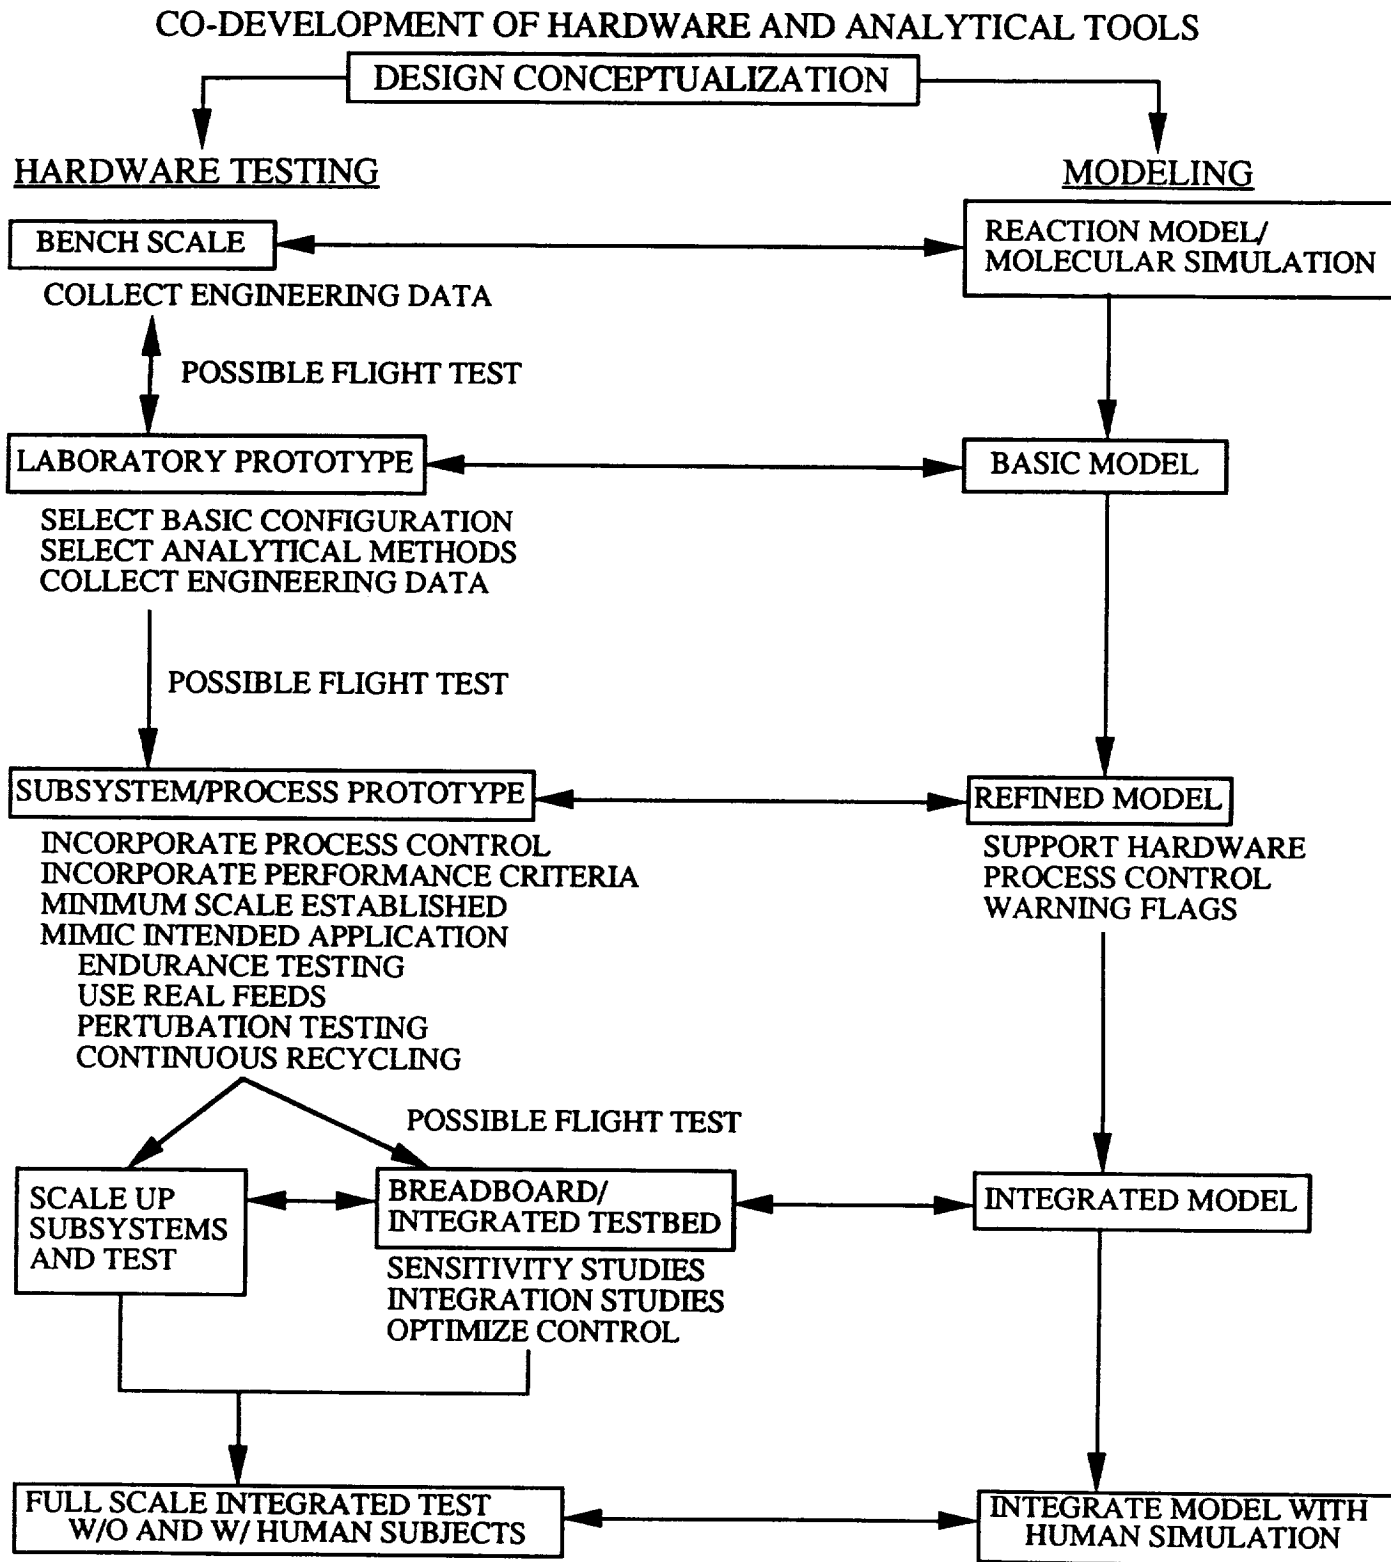 CO-DEVELOPMENT OF HARDWARE AND ANALYTICAL TOOLS
DESIGN CONCEPTUALIZATION
HARDWARE TESTING
MODELING
BENCH SCALE
REACTION MODEL/
MOLECULAR SIMULATION
COLLECT ENGINEERING DATA
POSSIBLE FLIGHT TEST
LABORATORY PROTOTYPE
BASIC MODEL
SELECT BASIC CONFIGURATION
SELECT ANALYTICAL METHODS
COLLECT ENGINEERING DATA
POSSIBLE FLIGHT TEST
SUBSYSTEM/PROCESS PROTOTYPE
REFINED MODEL
INCORPORATE PROCESS CONTROL
INCORPORATE PERFORMANCE CRITERIA
MINIMUM SCALE ESTABLISHED
MIMIC INTENDED APPLICATION
ENDURANCE TESTING
USE REAL FEEDS
PERTUBATION TESTING
CONTINUOUS RECYCLING
SUPPORT HARDWARE
PROCESS CONTROL
WARNING FLAGS
POSSIBLE FLIGHT TEST
SCALE UP
SUBSYSTEMS
AND TEST
BREADBOARD/
INTEGRATED TESTBED
INTEGRATED MODEL
SENSITIVITY STUDIES
INTEGRATION STUDIES
OPTIMIZE CONTROL
FULL SCALE INTEGRATED TEST
W/O AND W/ HUMAN SUBJECTS
INTEGRATE MODEL WITH
HUMAN SIMULATION